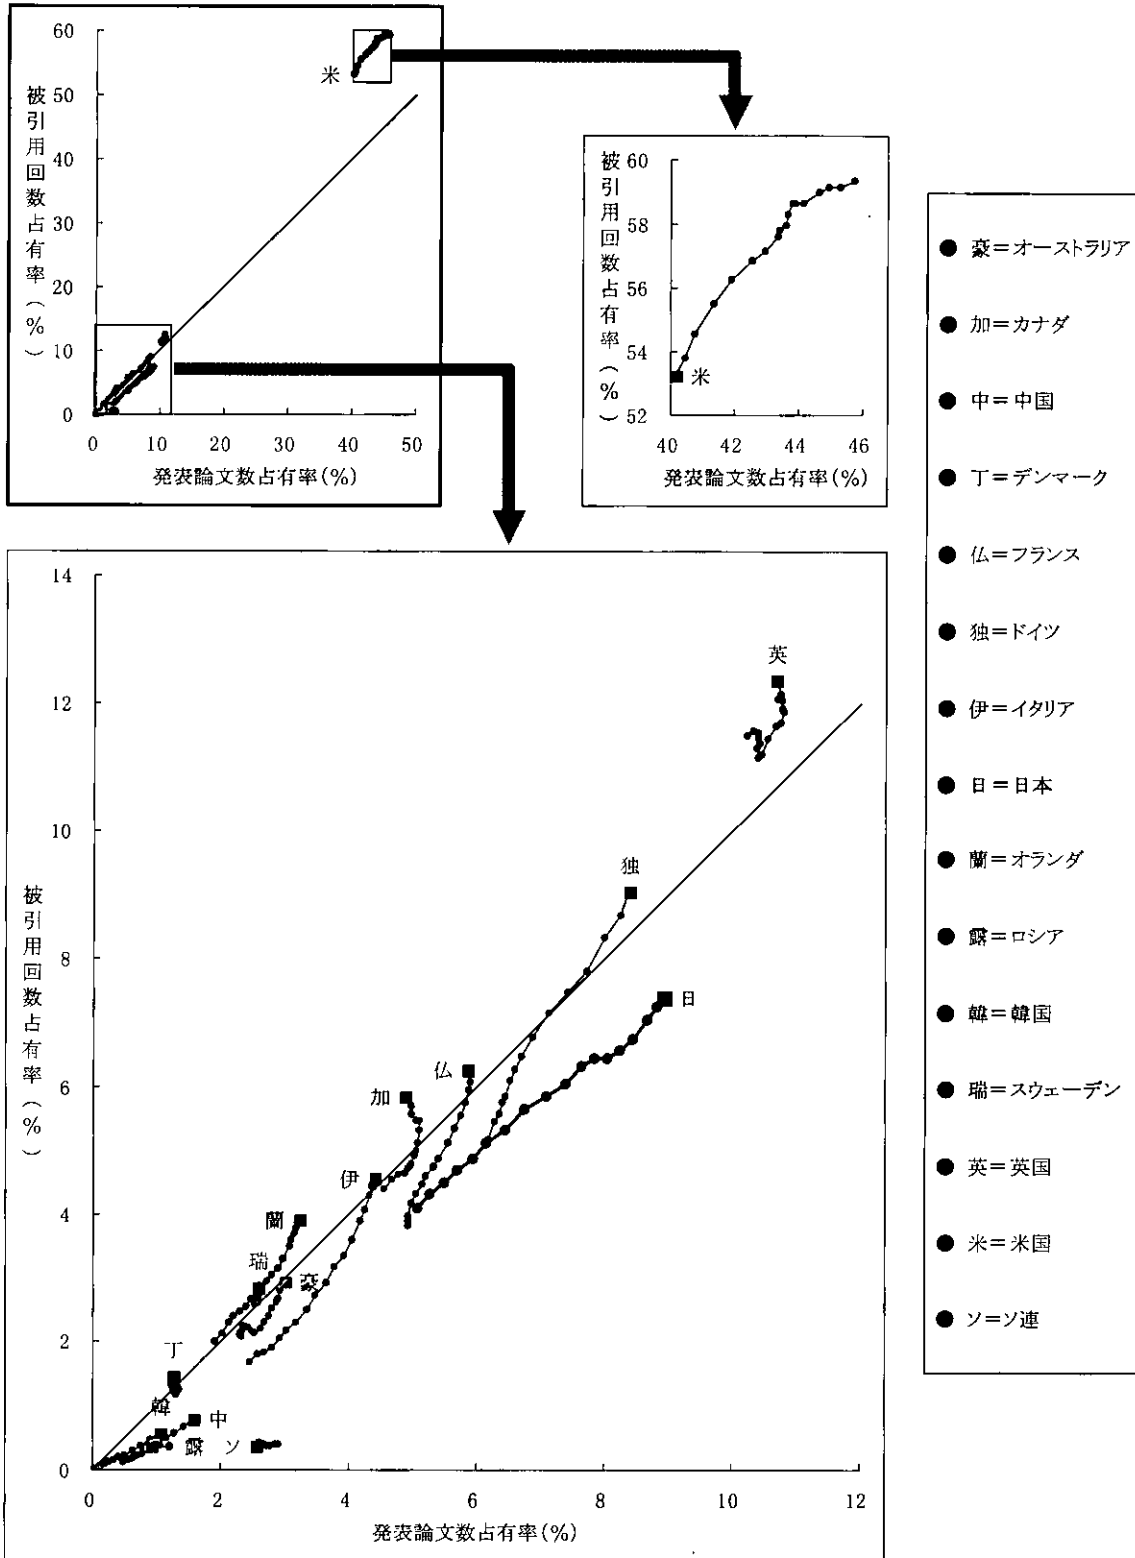 60
50
40
30
20
10
0
被引用回数占有率(%)
米
0 10 20 30 40 50
発表論文数占有率(%)
60
58
56
54
52
被引用回数占有率(%)
米
40 42 44 46
発表論文数占有率(%)
14
12
10
8
6
4
2
0
被引用回数占有率(%)
英
独
日
仏
加
伊
蘭
瑞
豪
丁
韓
中
露
ソ
0 2 4 6 8 10 12
発表論文数占有率(%)
● 豪=オーストラリア
● 加=カナダ
● 中=中国
● 丁=デンマーク
● 仏=フランス
● 独=ドイツ
● 伊=イタリア
● 日=日本
● 蘭=オランダ
● 露=ロシア
● 韓=韓国
● 瑞=スウェーデン
● 英=英国
● 米=米国
● ソ=ソ連